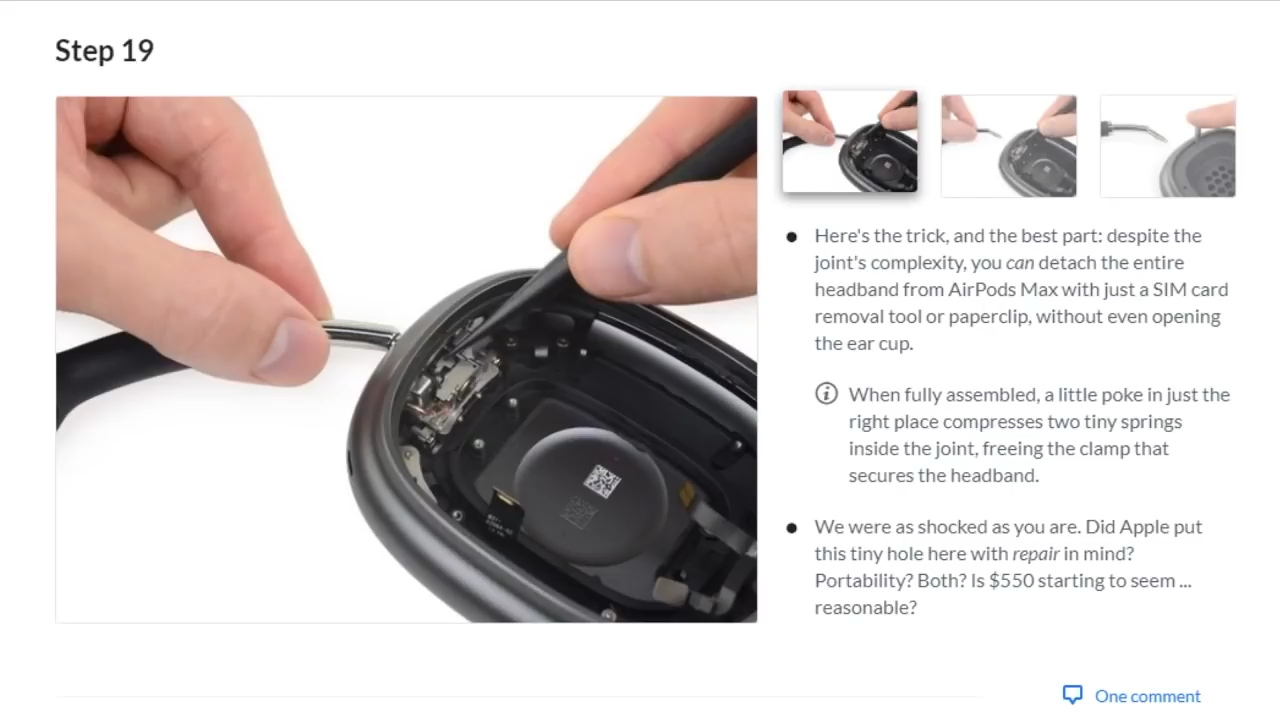 Step 19
Here's the trick, and the best part: despite the
joint's complexity, you can detach the entire
headband from AirPods Max with just a SIM card
removal tool or paperclip, without even opening
the ear cup.
When fully assembled, a little poke in just the
right place compresses two tiny springs
inside the joint, freeing the clamp that
secures the headband.
We were as shocked as you are. Did Apple put
this tiny hole here with repair in mind?
Portability? Both? Is $550 starting to seem ...
reasonable?
One comment